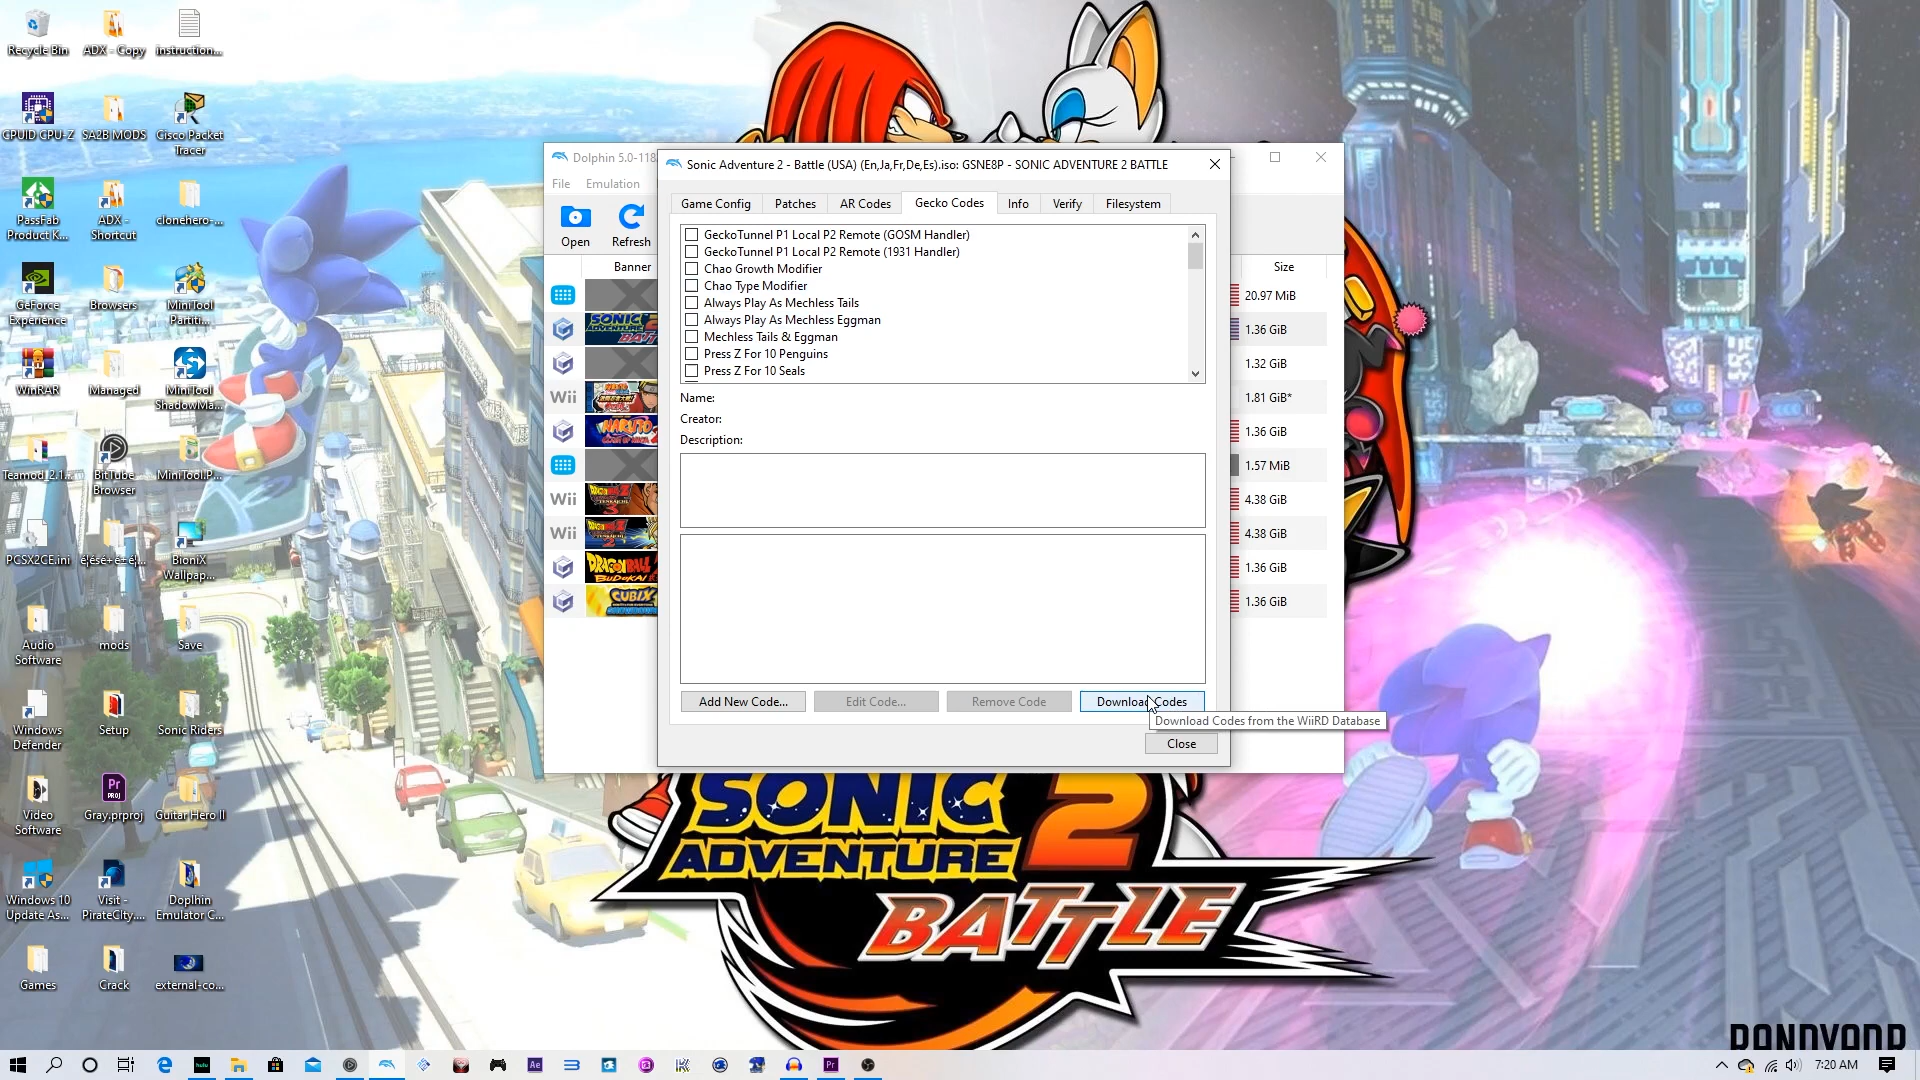 Recycle Bin
ADX - Copy
instruction...
CPUID CPU-Z
SA2B MODS
Cisco Packet
Tracer
PassFab
Product K...
ADX -
Shortcut
clonehero-...
GeForce
Experience
Browsers
MiniTool
Partiti...
WinRAR
Managed
MiniTool
ShadowMa...
Teamod_2.1...
BitTube
Browser
MiniTool.P...
PCSX2CE.ini
BioniX
Wallpap...
Audio
Software
mods
Save
Windows
Defender
Setup
Sonic Riders
Video
Software
Gray.prproj
Guitar Hero II
Windows 10
Update As...
Visit -
PirateCIty....
Doplhin
Emulator C...
Games
Crack
external-co...
Dolphin 5.0-118
File
Emulation
Open
Refresh
Banner
Size
20.97 MiB
1.36 GiB
1.32 GiB
Wii
1.81 GiB*
1.36 GiB
1.57 MiB
Wii
4.38 GiB
Wii
4.38 GiB
1.36 GiB
1.36 GiB
Sonic Adventure 2 - Battle (USA) (En,Ja,Fr,De,Es).iso: GSNE8P - SONIC ADVENTURE 2 BATTLE
Game Config
Patches
AR Codes
Gecko Codes
Info
Verify
Filesystem
GeckoTunnel P1 Local P2 Remote (GOSM Handler)
GeckoTunnel P1 Local P2 Remote (1931 Handler)
Chao Growth Modifier
Chao Type Modifier
Always Play As Mechless Tails
Always Play As Mechless Eggman
Mechless Tails & Eggman
Press Z For 10 Penguins
Press Z For 10 Seals
Name:
Creator:
Description:
Add New Code...
Edit Code...
Remove Code
Download Codes
Download Codes from the WiiRD Database
Close
SONIC
ADVENTURE 2
BATTLE
7:20 AM